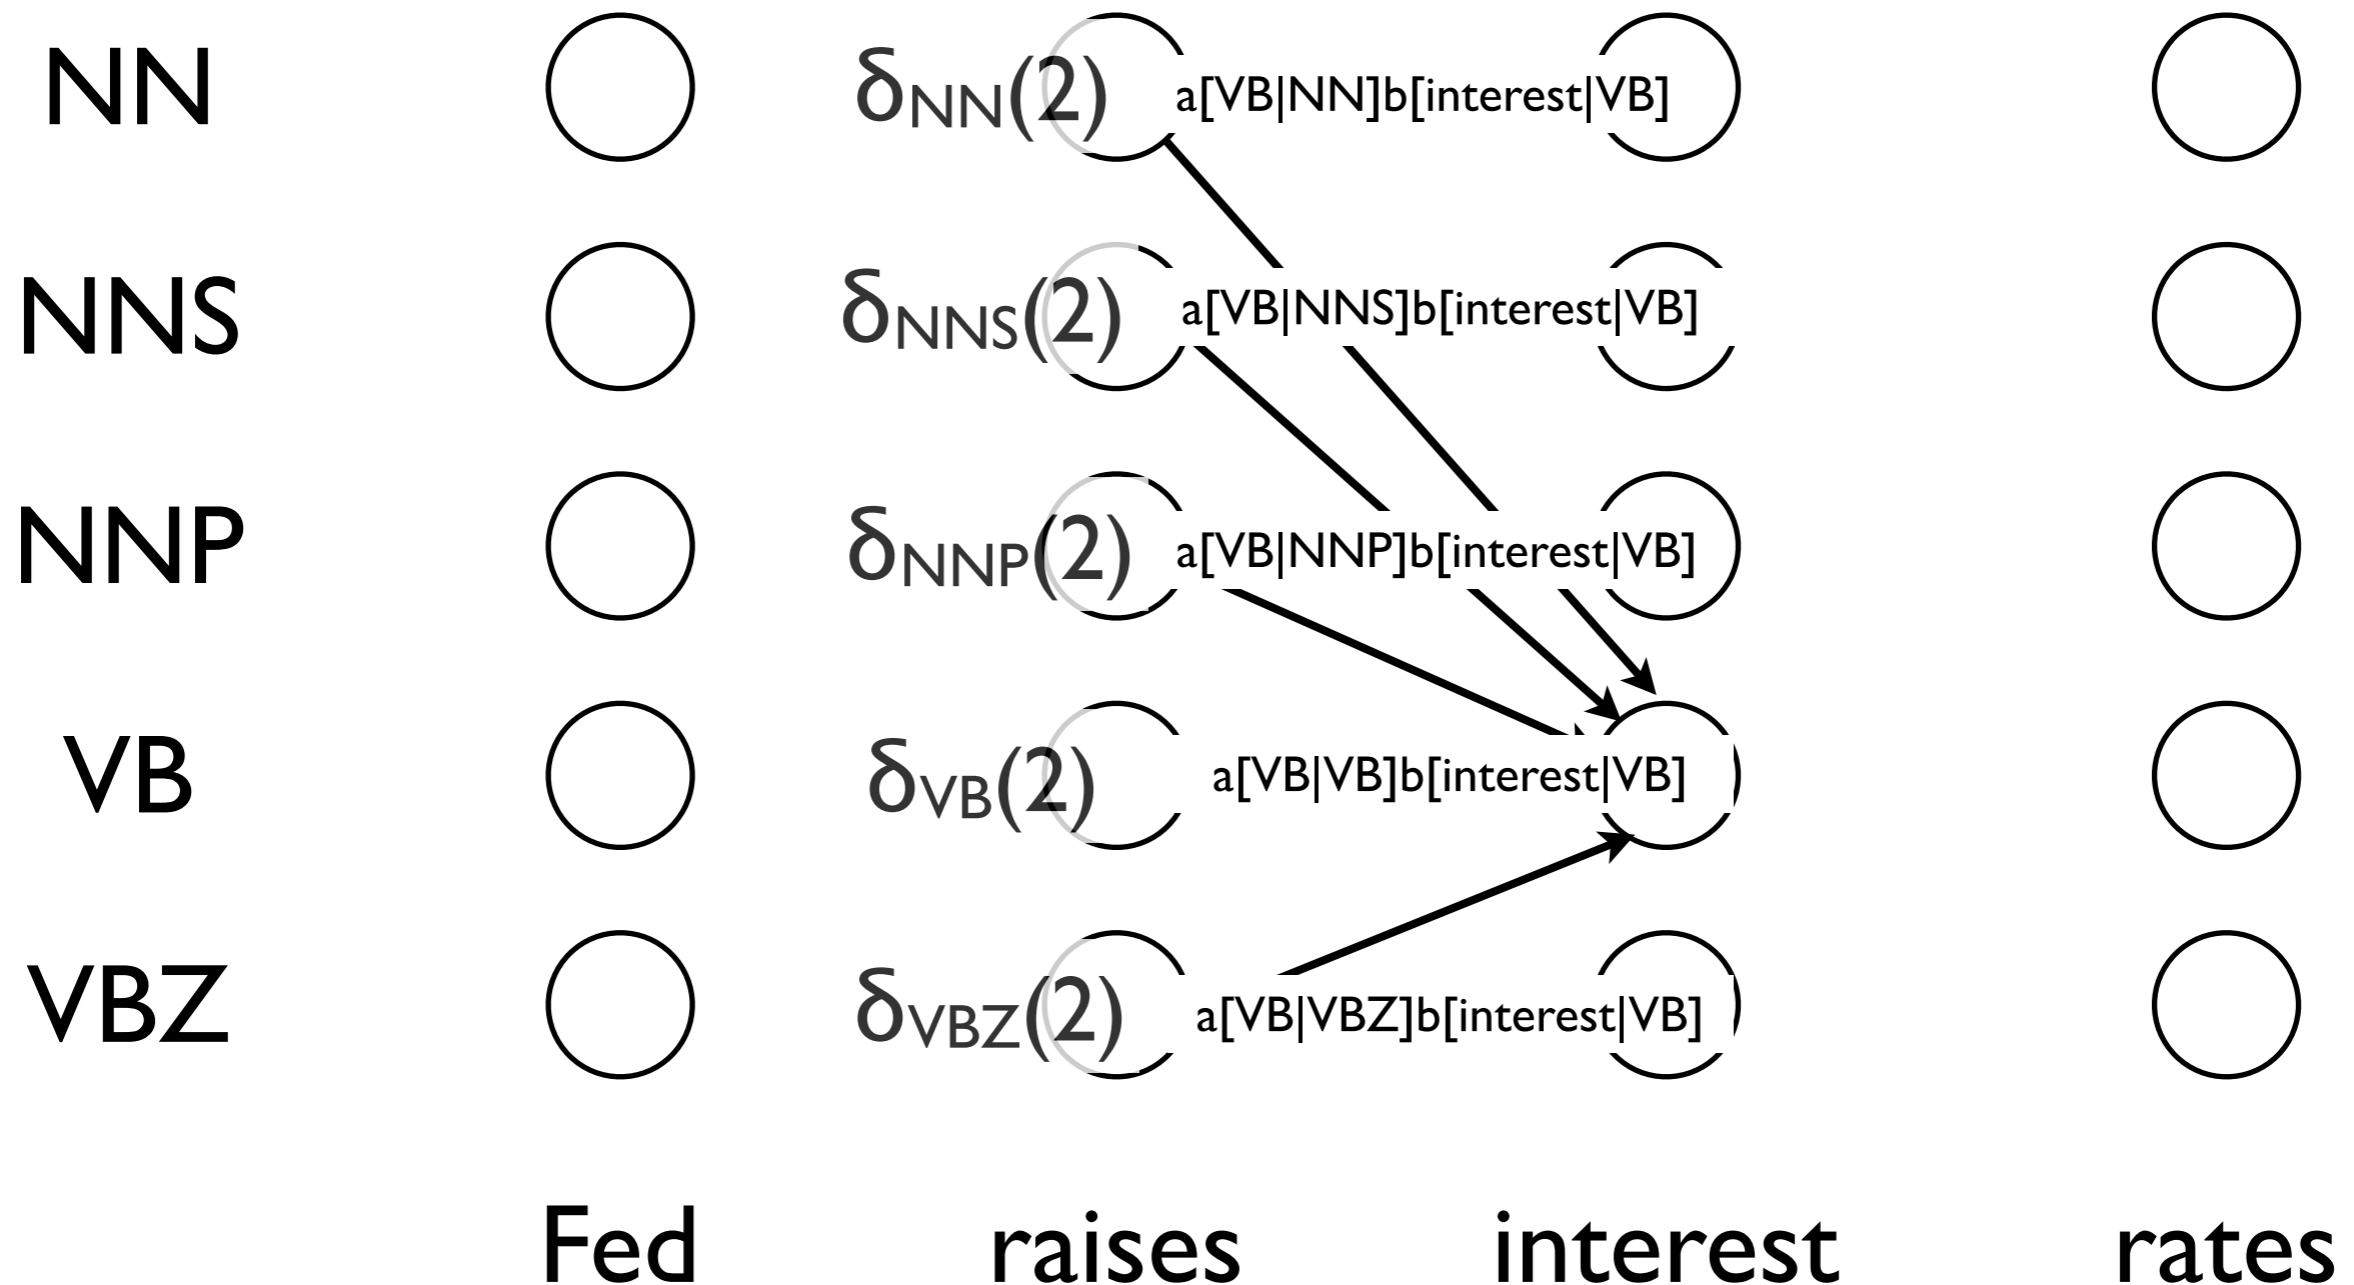 NN δNN(2) a[VB|NN]b[interest|VB]
NNS δNNS(2) a[VB|NNS]b[interest|VB]
NNP δNNP(2) a[VB|NNP]b[interest|VB]
VB δVB(2) a[VB|VB]b[interest|VB]
VBZ δVBZ(2) a[VB|VBZ]b[interest|VB]
Fed raises interest rates